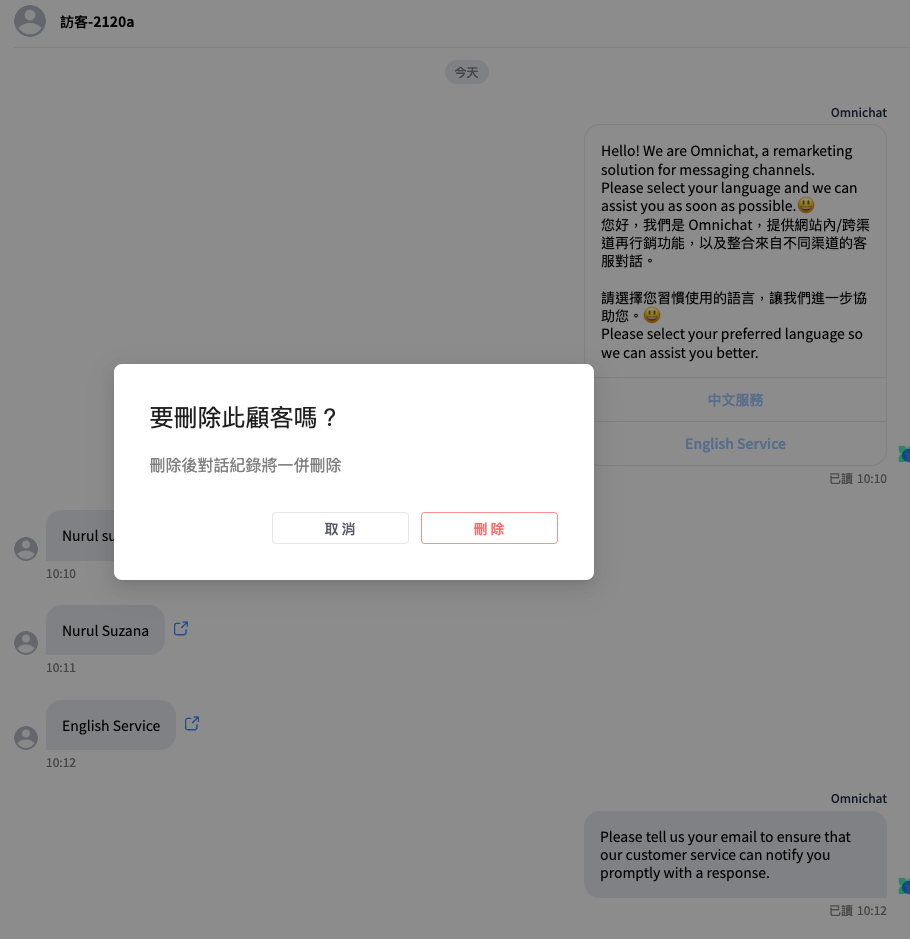 訪客-2120a
今天
Omnichat
Hello! We are Omnichat, a remarketing
solution for messaging channels.
Please select your language and we can
assist you as soon as possible.😃
您好，我們是 Omnichat，提供網站內/跨渠
道再行銷功能，以及整合來自不同渠道的客
服對話。
請選擇您習慣使用的語言，讓我們進一步協
助您。😃
Please select your preferred language so
we can assist you better.
中文服務
English Service
已讀 10:10
要刪除此顧客嗎？
刪除後對話紀錄將一併刪除
取消
刪除
Nurul su
10:10
Nurul Suzana
10:11
English Service
10:12
Omnichat
Please tell us your email to ensure that
our customer service can notify you
promptly with a response.
已讀 10:12